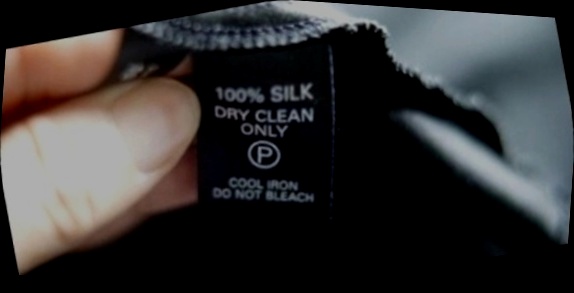 100% SILK
DRY CLEAN
ONLY
P
COOL IRON
DO NOT BLEACH